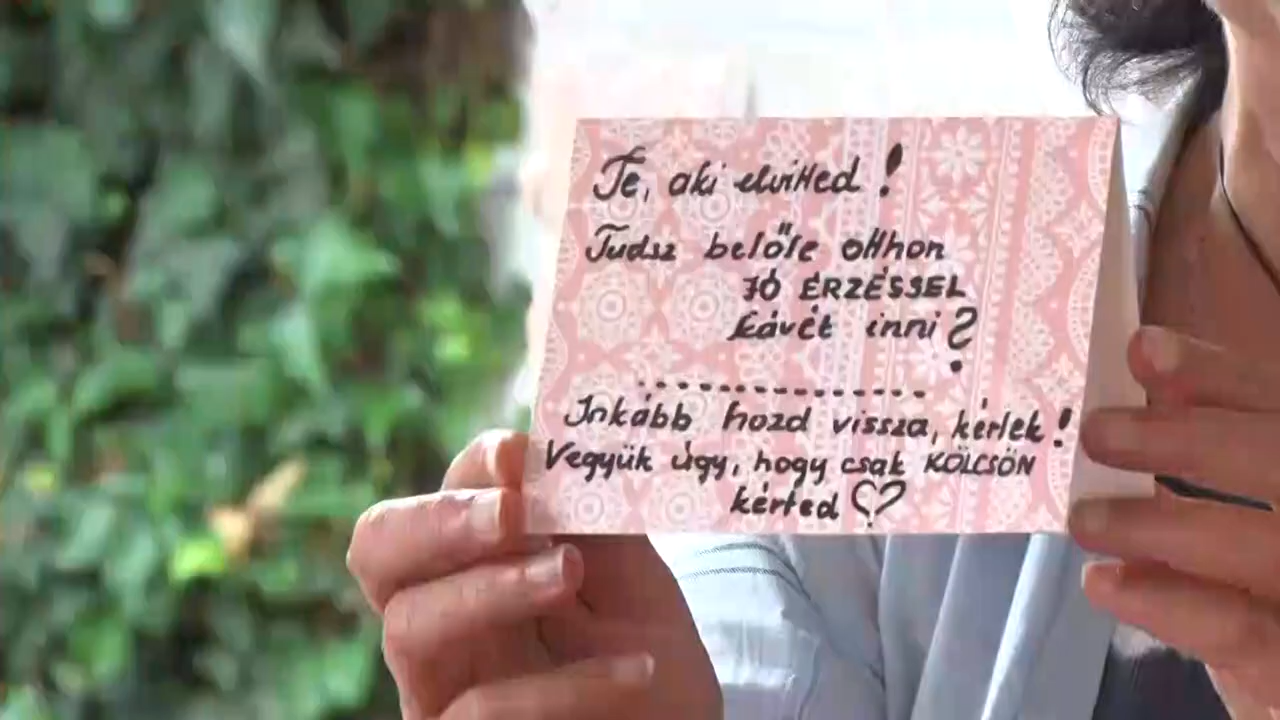 Te, aki elvitted!
Tudsz belőle otthon
JÓ ÉRZÉSSEL
kávét inni?
Inkább hozd vissza, kérlek!
Vegyük úgy, hogy csak KÖLCSÖN
kérted ♡